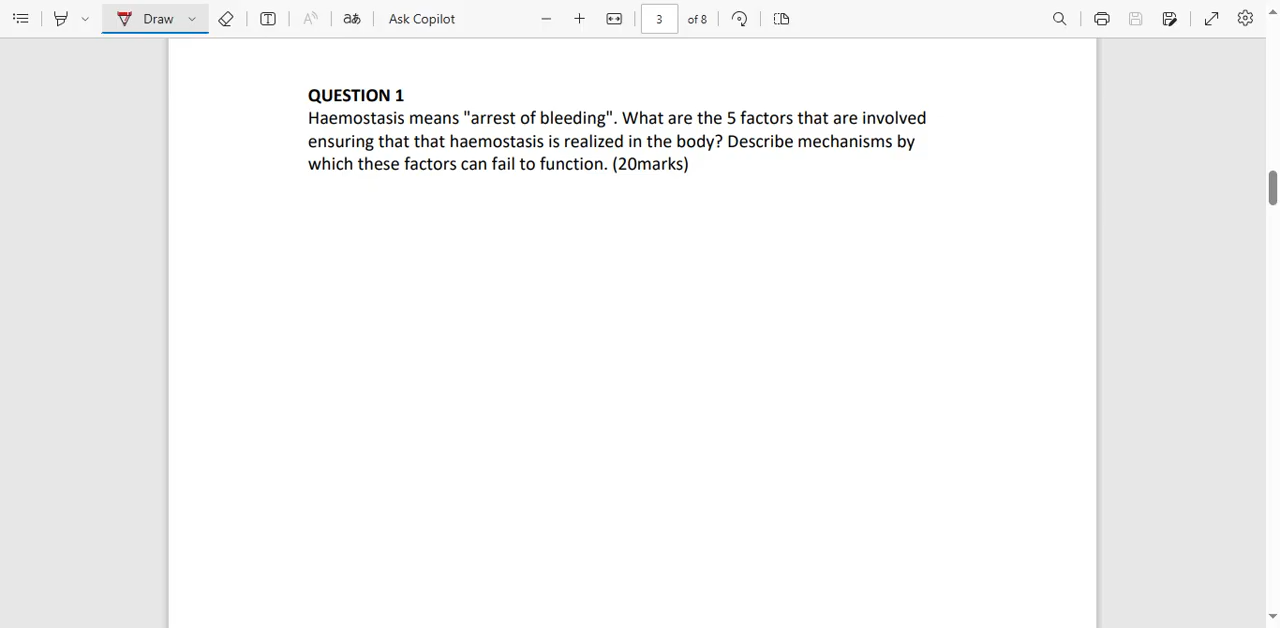 Draw
Ask Copilot
3 of 8
QUESTION 1
Haemostasis means "arrest of bleeding". What are the 5 factors that are involved
ensuring that that haemostasis is realized in the body? Describe mechanisms by
which these factors can fail to function. (20marks)